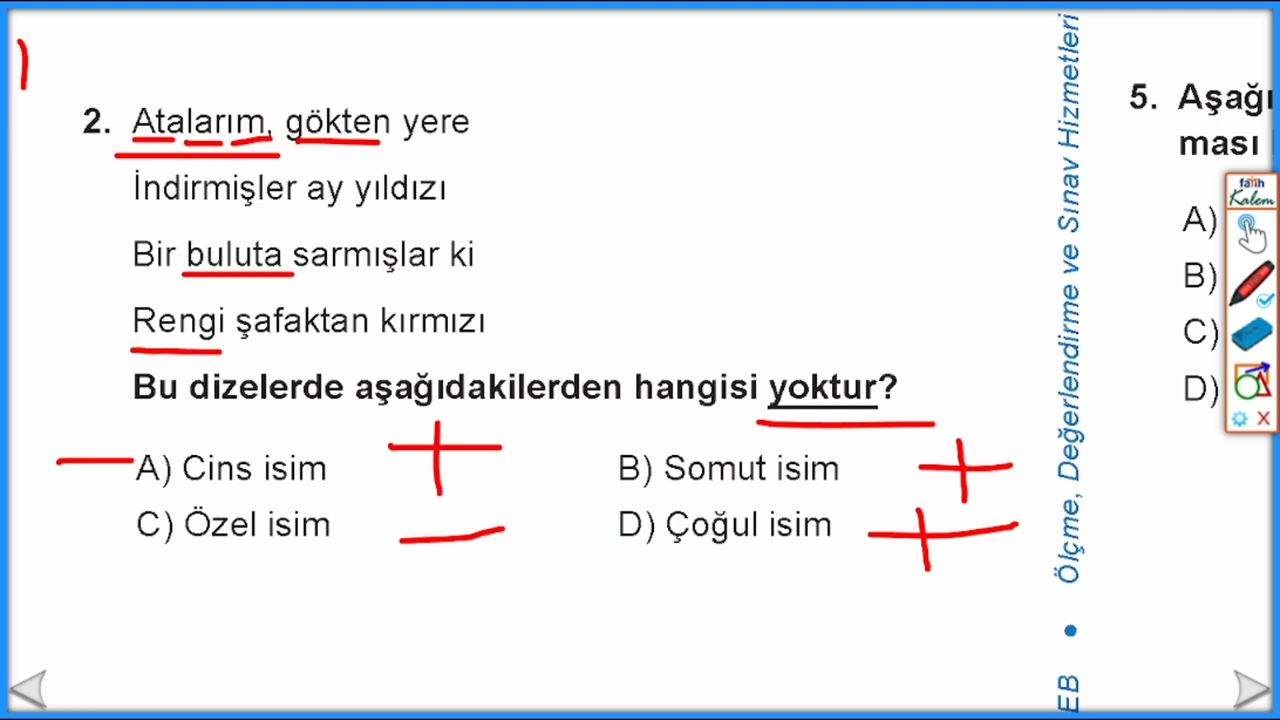 2. Atalarım, gökten yere
İndirmişler ay yıldızı
Bir buluta sarmışlar ki
Rengi şafaktan kırmızı
Bu dizelerde aşağıdakilerden hangisi yoktur?
A) Cins isim
B) Somut isim
C) Özel isim
D) Çoğul isim
EB • Ölçme, Değerlendirme ve Sınav Hizmetleri
5. Aşağı
ması
A)
B)
C)
D)
fatih
Kalem